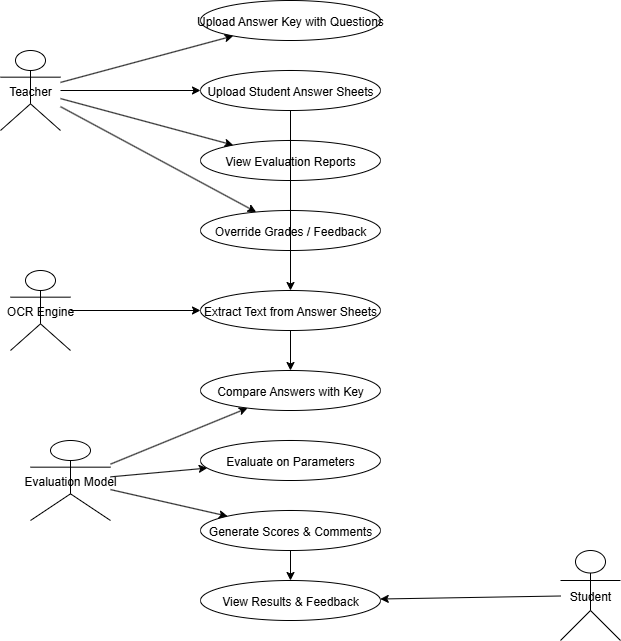 Upload Answer Key with Questions
Teacher
Upload Student Answer Sheets
View Evaluation Reports
Override Grades / Feedback
OCR Engine
Extract Text from Answer Sheets
Compare Answers with Key
Evaluate on Parameters
Evaluation Model
Generate Scores & Comments
View Results & Feedback
Student